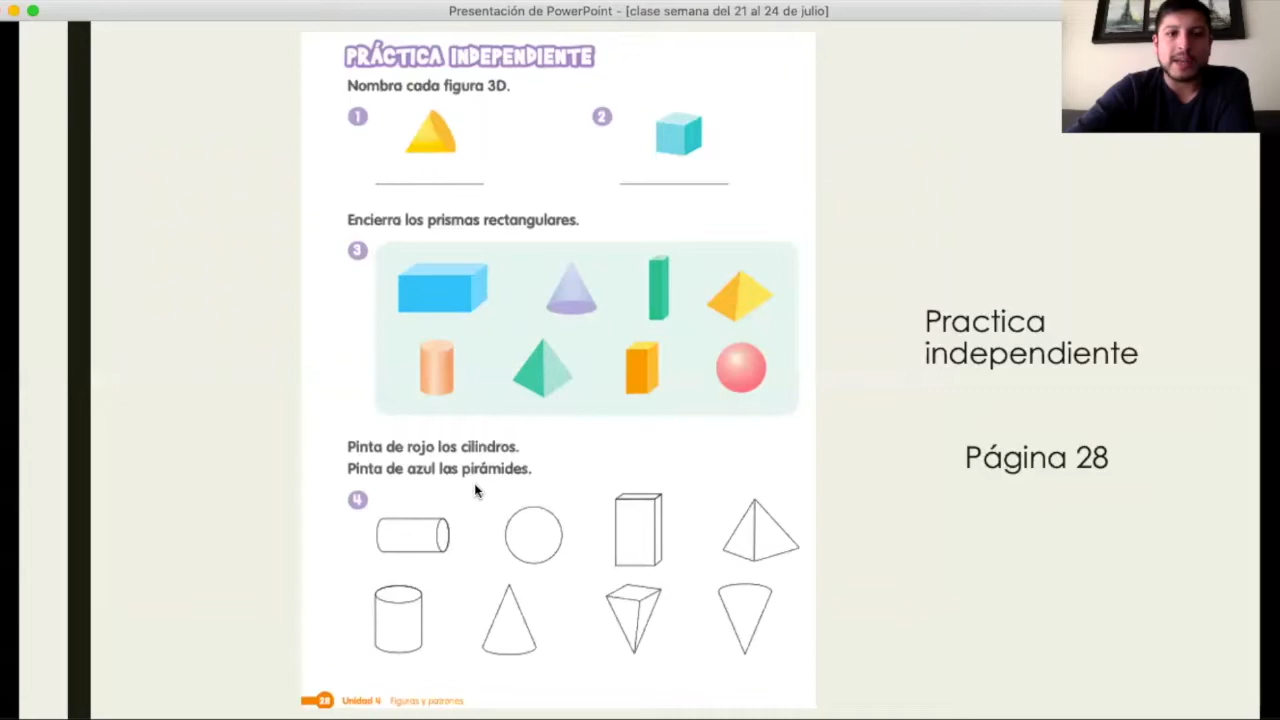 Presentación de PowerPoint - [clase semana del 21 al 24 de julio]
PRÁCTICA INDEPENDIENTE
Nombra cada figura 3D.
1
2
Encierra los prismas rectangulares.
3
Pinta de rojo los cilindros.
Pinta de azul las pirámides.
4
28 Unidad 4 Figuras y patrones
Practica
independiente
Página 28